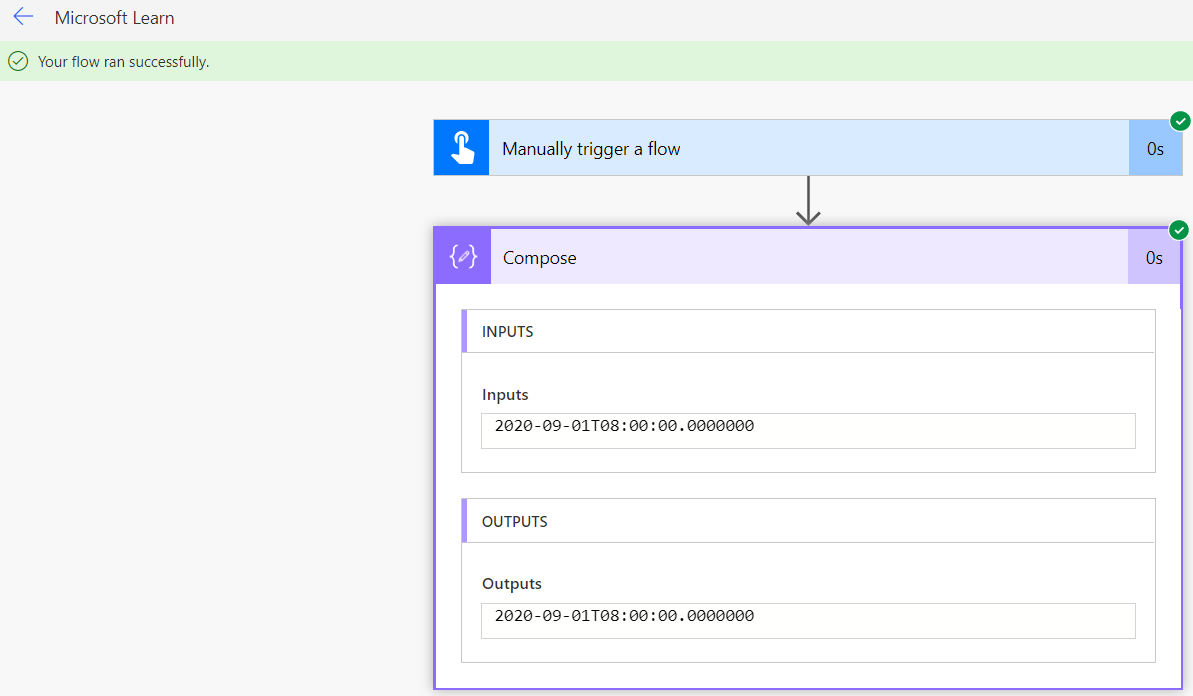 Microsoft Learn
Your flow ran successfully.
Manually trigger a flow
0s
Compose
0s
INPUTS
Inputs
2020-09-01T08:00:00.0000000
OUTPUTS
Outputs
2020-09-01T08:00:00.0000000